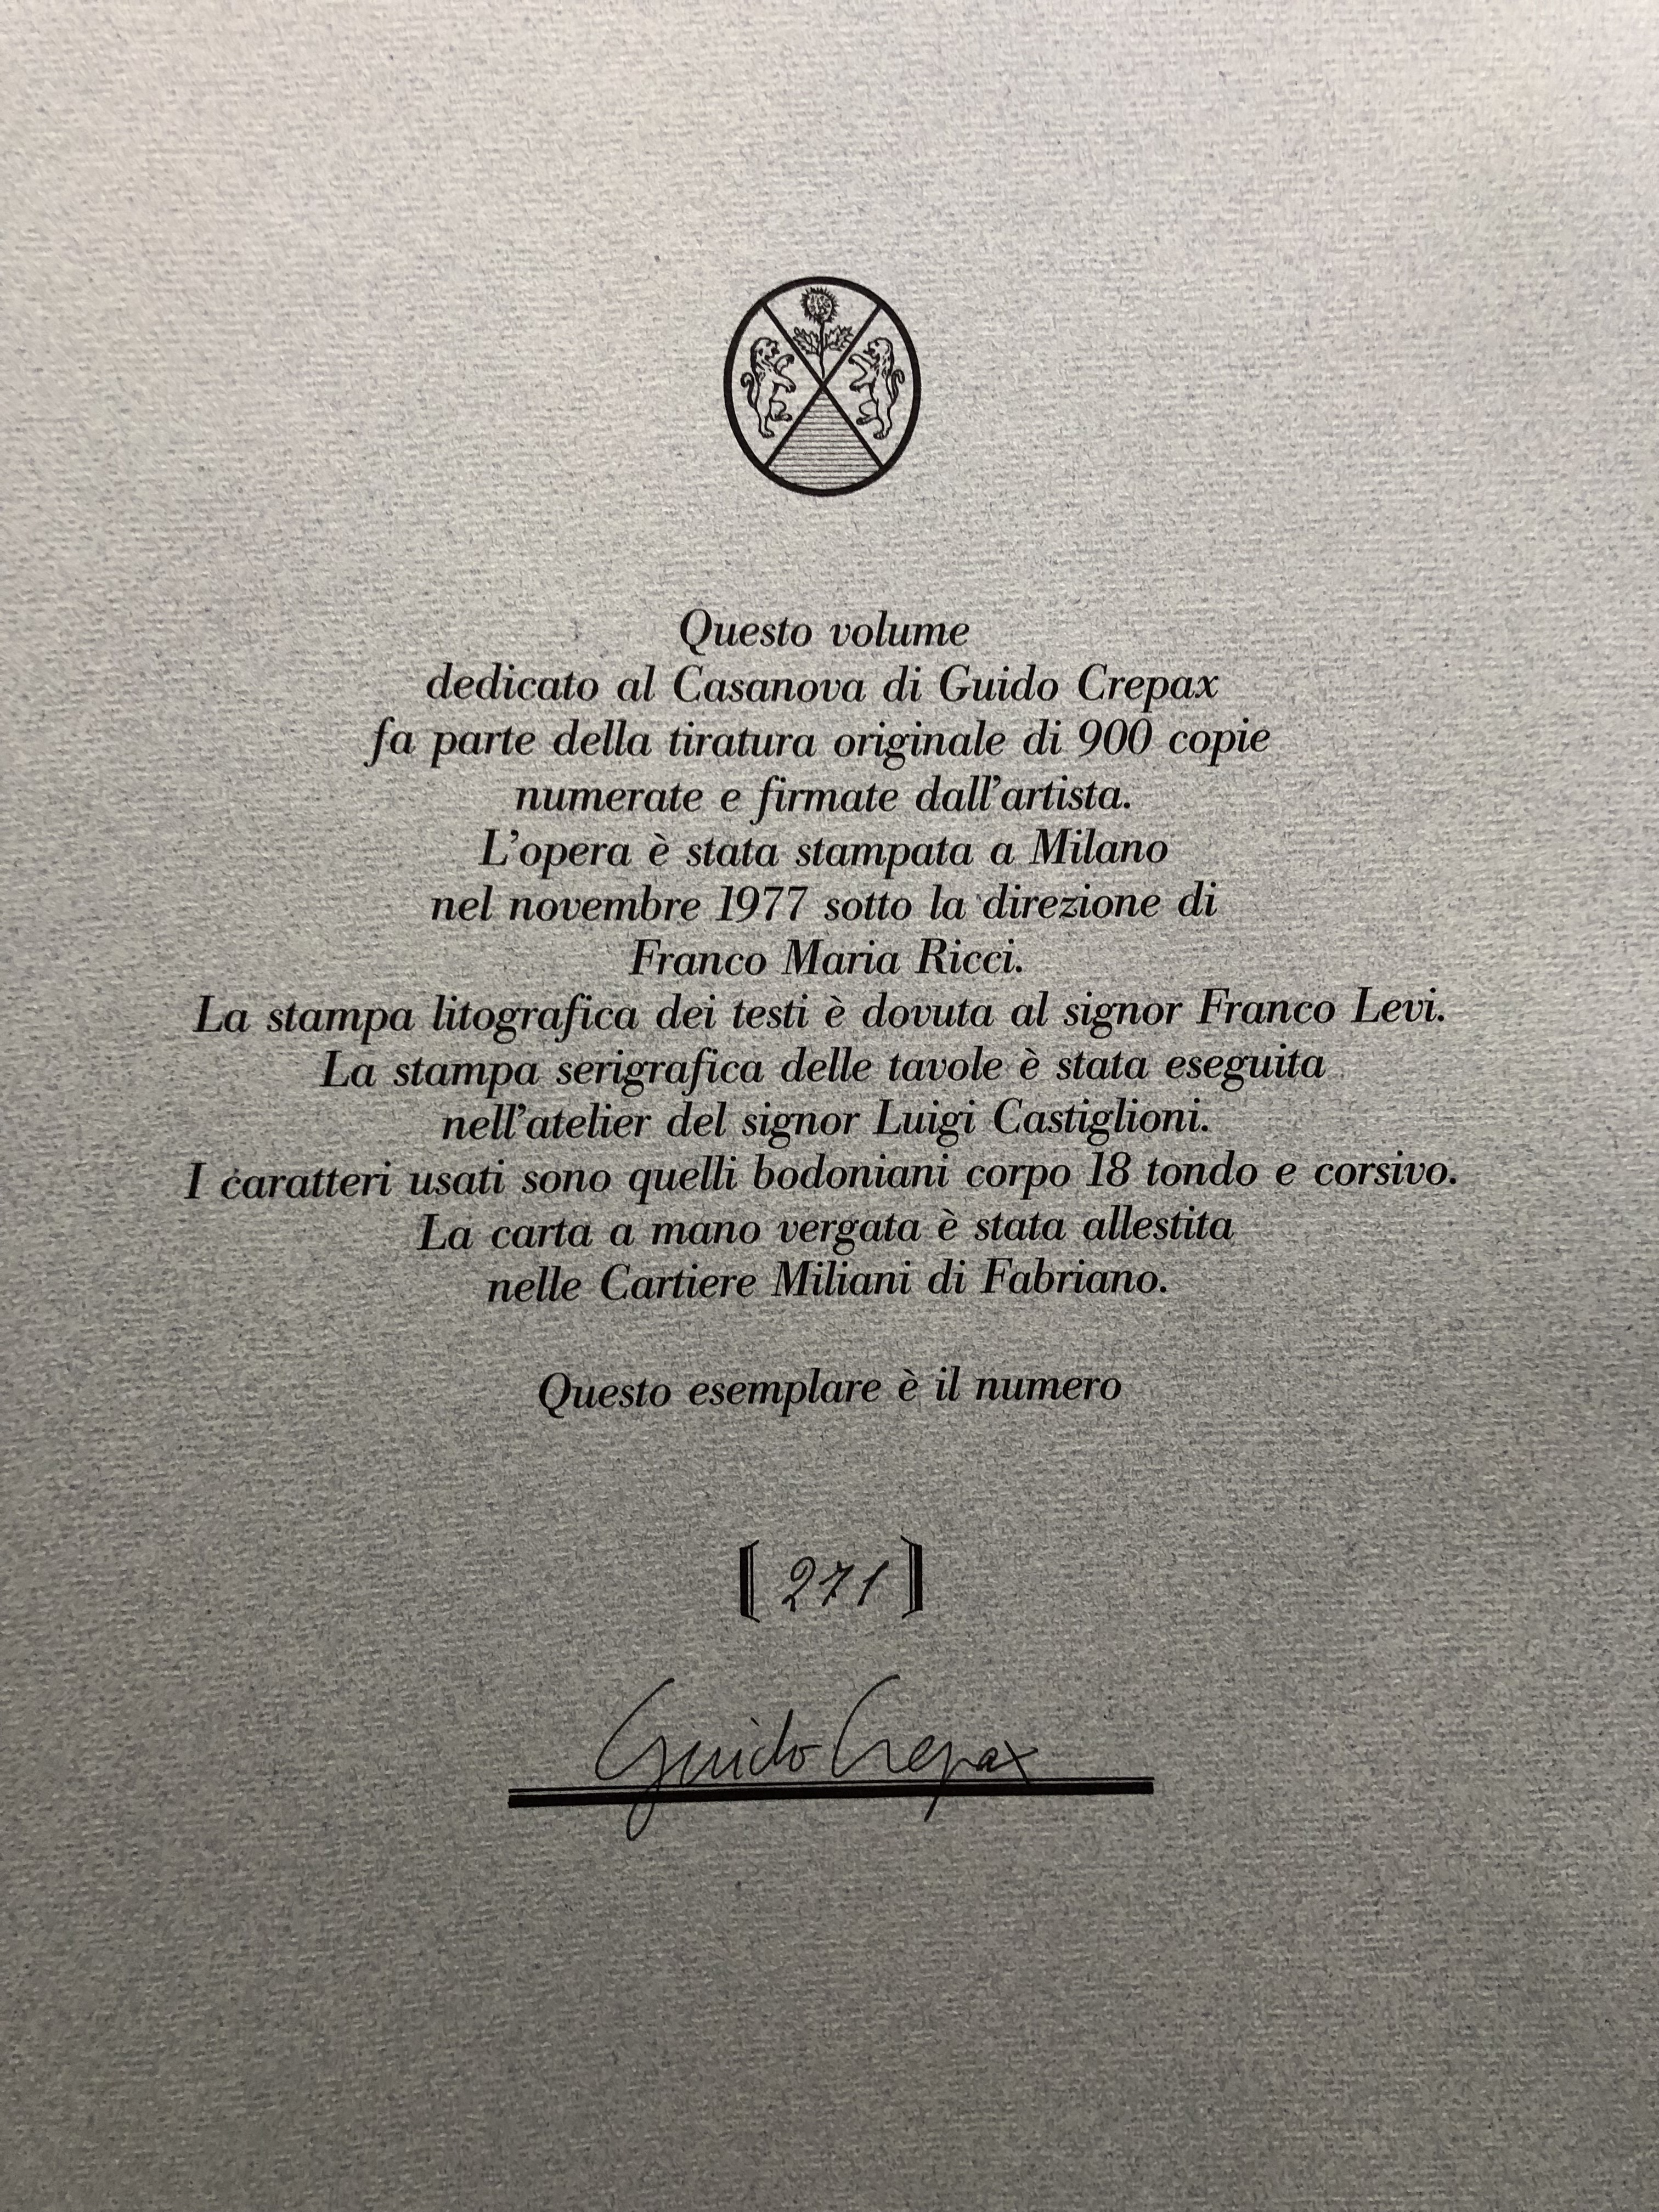 Questo volume
dedicato al Casanova di Guido Crepax
fa parte della tiratura originale di 900 copie
numerate e firmate dall'artista.
L'opera è stata stampata a Milano
nel novembre 1977 sotto la direzione di
Franco Maria Ricci.
La stampa litografica dei testi è dovuta al signor Franco Levi.
La stampa serigrafica delle tavole è stata eseguita
nell'atelier del signor Luigi Castiglioni.
I caratteri usati sono quelli bodoniani corpo 18 tondo e corsivo.
La carta a mano vergata è stata allestita
nelle Cartiere Miliani di Fabriano.
Questo esemplare è il numero
[ 271 ]
Guido Crepax